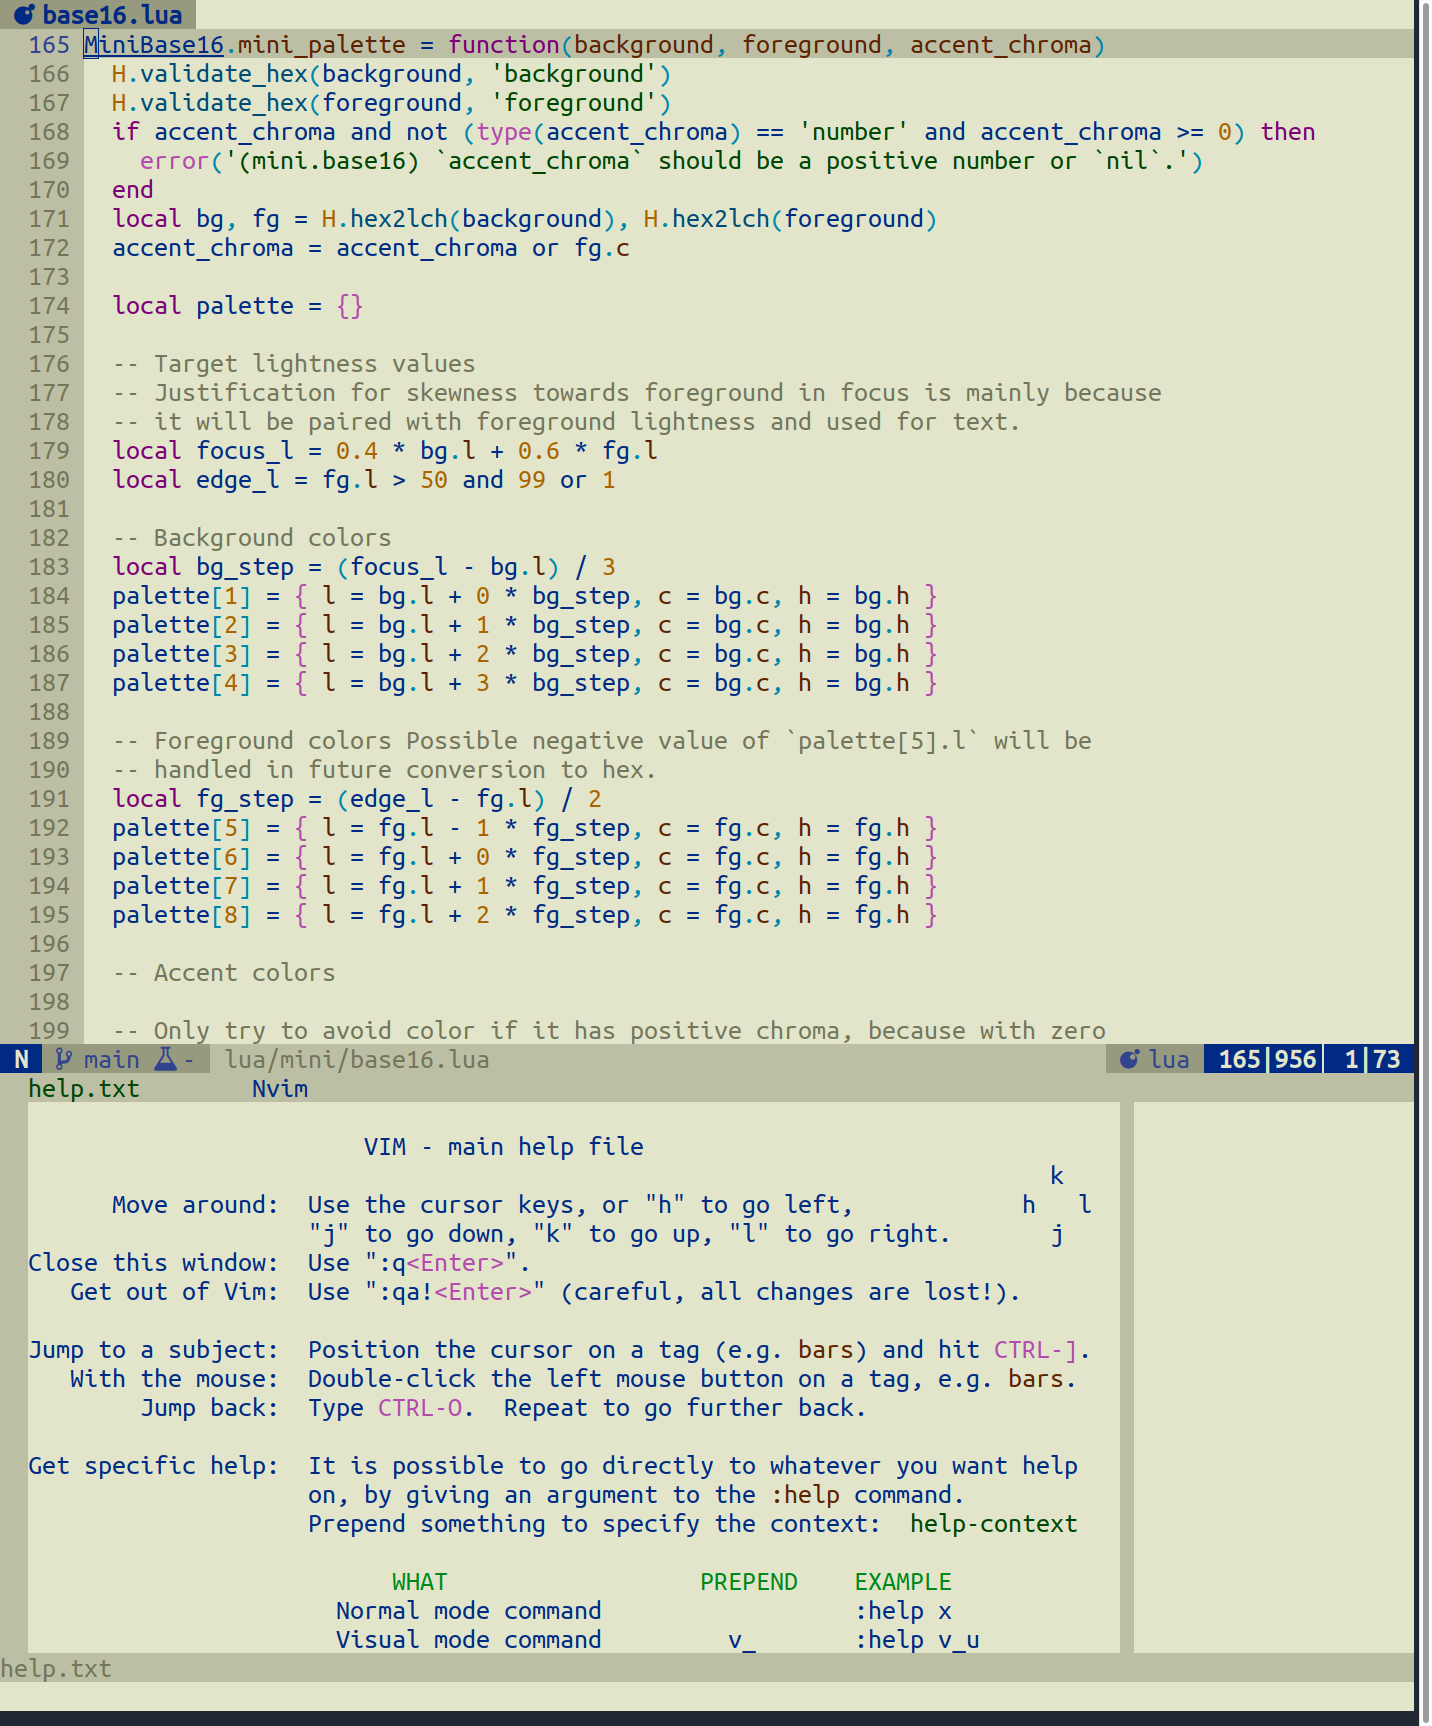 base16.lua
165 MiniBase16.mini_palette = function(background, foreground, accent_chroma)
166   H.validate_hex(background, 'background')
167   H.validate_hex(foreground, 'foreground')
168   if accent_chroma and not (type(accent_chroma) == 'number' and accent_chroma >= 0) then
169     error('(mini.base16) `accent_chroma` should be a positive number or `nil`.')
170   end
171   local bg, fg = H.hex2lch(background), H.hex2lch(foreground)
172   accent_chroma = accent_chroma or fg.c
173
174   local palette = {}
175
176   -- Target lightness values
177   -- Justification for skewness towards foreground in focus is mainly because
178   -- it will be paired with foreground lightness and used for text.
179   local focus_l = 0.4 * bg.l + 0.6 * fg.l
180   local edge_l = fg.l > 50 and 99 or 1
181
182   -- Background colors
183   local bg_step = (focus_l - bg.l) / 3
184   palette[1] = { l = bg.l + 0 * bg_step, c = bg.c, h = bg.h }
185   palette[2] = { l = bg.l + 1 * bg_step, c = bg.c, h = bg.h }
186   palette[3] = { l = bg.l + 2 * bg_step, c = bg.c, h = bg.h }
187   palette[4] = { l = bg.l + 3 * bg_step, c = bg.c, h = bg.h }
188
189   -- Foreground colors Possible negative value of `palette[5].l` will be
190   -- handled in future conversion to hex.
191   local fg_step = (edge_l - fg.l) / 2
192   palette[5] = { l = fg.l - 1 * fg_step, c = fg.c, h = fg.h }
193   palette[6] = { l = fg.l + 0 * fg_step, c = fg.c, h = fg.h }
194   palette[7] = { l = fg.l + 1 * fg_step, c = fg.c, h = fg.h }
195   palette[8] = { l = fg.l + 2 * fg_step, c = fg.c, h = fg.h }
196
197   -- Accent colors
198
199   -- Only try to avoid color if it has positive chroma, because with zero
N  main  -  lua/mini/base16.lua  lua  165|956  1|73
help.txt        Nvim
VIM - main help file
k
Move around:  Use the cursor keys, or "h" to go left,            h   l
"j" to go down, "k" to go up, "l" to go right.       j
Close this window:  Use ":q<Enter>".
Get out of Vim:  Use ":qa!<Enter>" (careful, all changes are lost!).
Jump to a subject:  Position the cursor on a tag (e.g. bars) and hit CTRL-].
With the mouse:  Double-click the left mouse button on a tag, e.g. bars.
Jump back:  Type CTRL-O.  Repeat to go further back.
Get specific help:  It is possible to go directly to whatever you want help
on, by giving an argument to the :help command.
Prepend something to specify the context:  help-context
WHAT                  PREPEND    EXAMPLE
Normal mode command                  :help x
Visual mode command         v_       :help v_u
help.txt